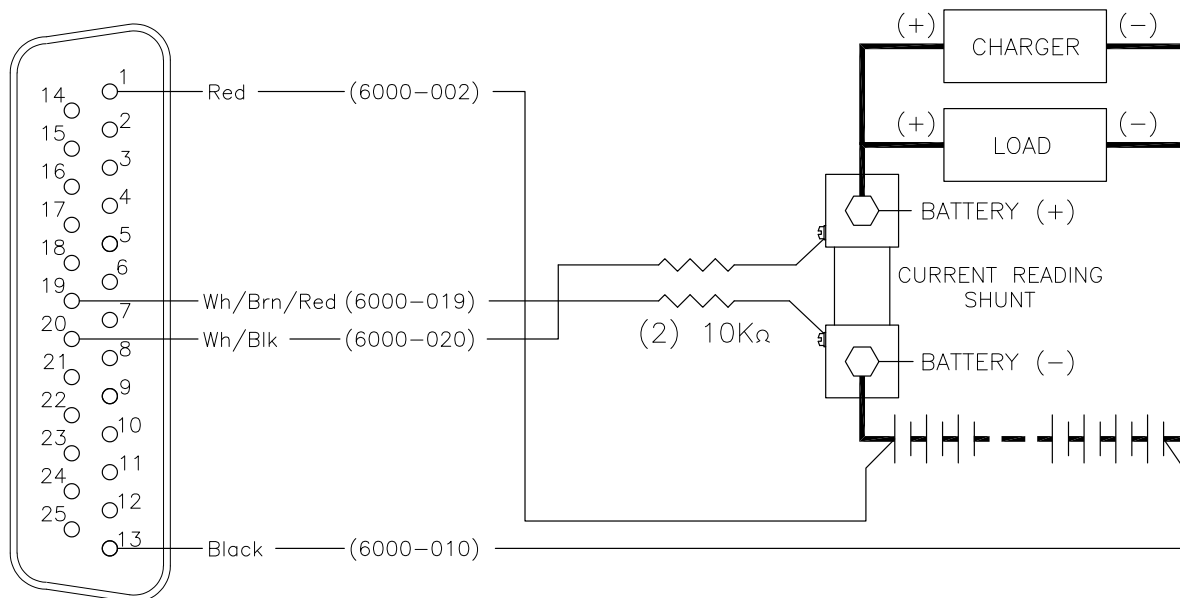 (+) CHARGER (-)
1
Red (6000-002)
14
2
(+) LOAD (-)
15
3
16
4
17
BATTERY (+)
5
18
6
CURRENT READING
SHUNT
19
Wh/Brn/Red (6000-019)
7
20
Wh/Blk (6000-020)
(2) 10KΩ
8
21
BATTERY (-)
9
22
10
23
11
24
12
25
13
Black (6000-010)